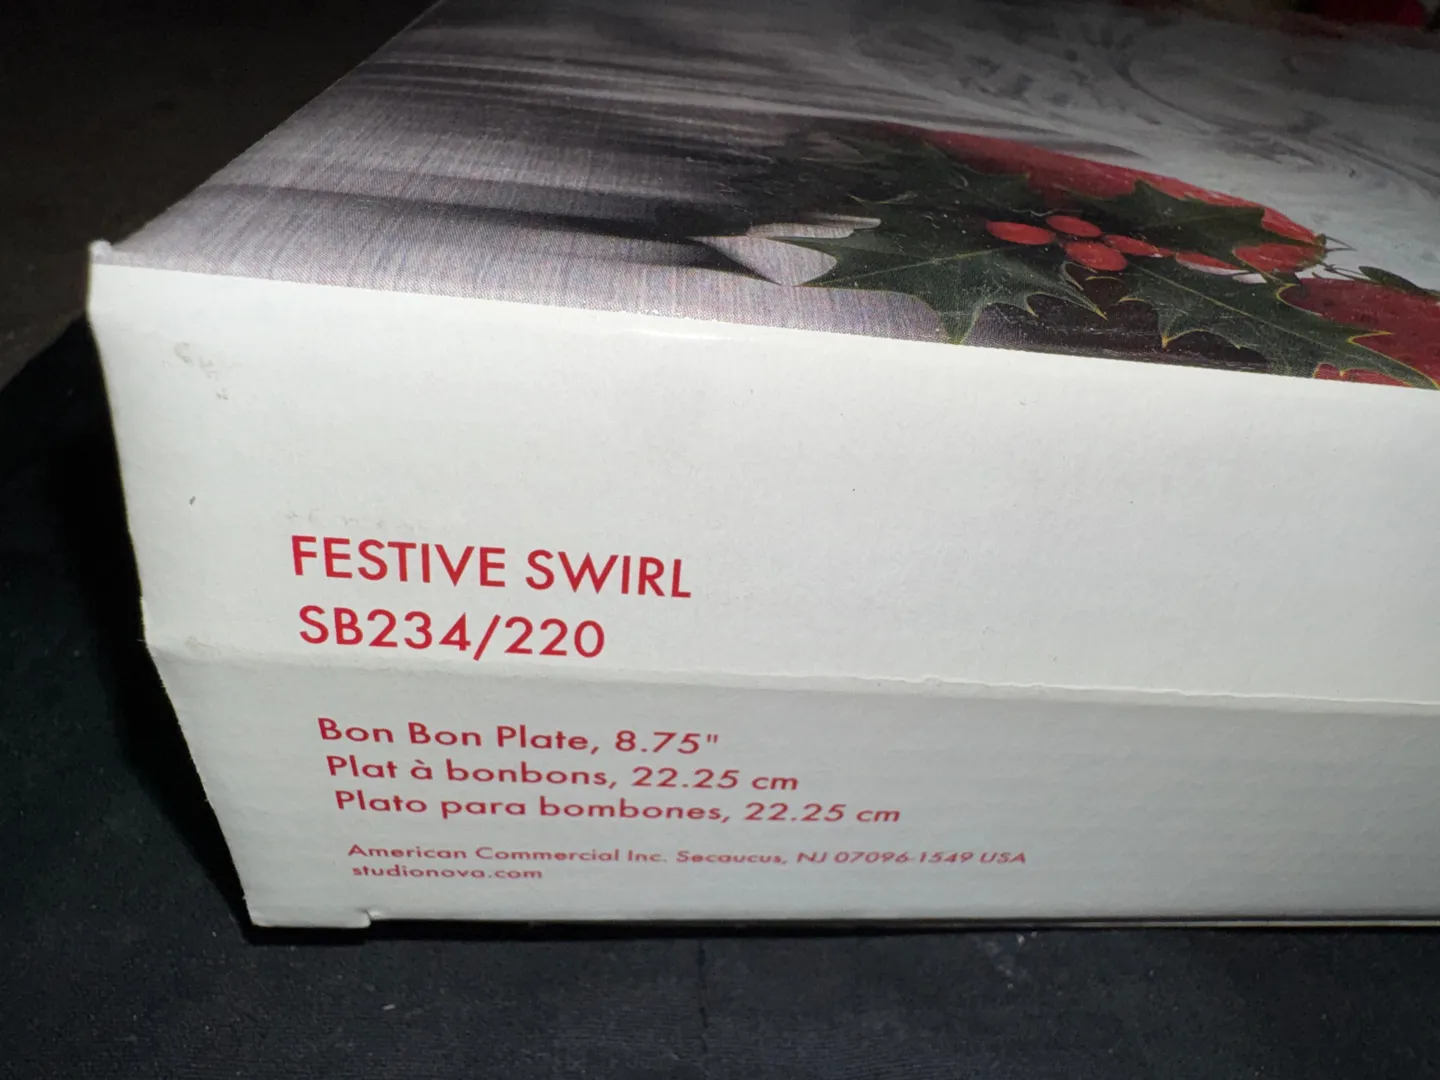 FESTIVE SWIRL
SB234/220
Bon Bon Plate, 8.75"
Plat à bonbons, 22.25 cm
Plato para bombones, 22.25 cm
American Commercial Inc. Secaucus, NJ 07096-1549 USA
studionova.com